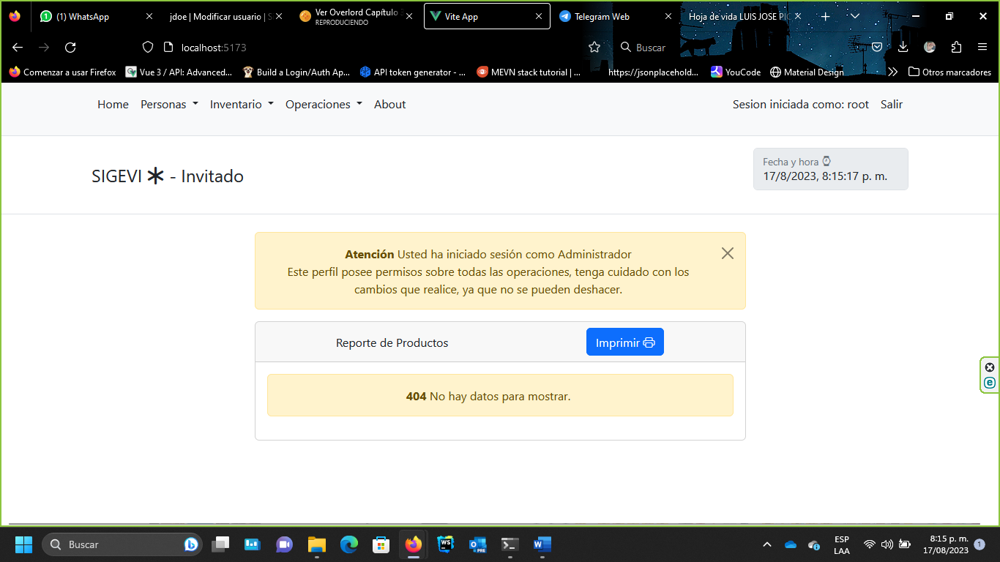 (1) WhatsApp
jdoe | Modificar usuario | S
Ver Overlord Capítulo
REPRODUCIENDO
Vite App
Telegram Web
Hoja de vida LUIS JOSE PIC
localhost:5173
Buscar
Comenzar a usar Firefox
Vue 3 / API: Advanced...
Build a Login/Auth Ap...
API token generator - ...
MEVN stack tutorial | ...
https://jsonplacehold...
YouCode
Material Design
Otros marcadores
Home
Personas
Inventario
Operaciones
About
Sesion iniciada como: root
Salir
SIGEVI - Invitado
Fecha y hora
17/8/2023, 8:15:17 p. m.
Atención Usted ha iniciado sesión como Administrador
Este perfil posee permisos sobre todas las operaciones, tenga cuidado con los
cambios que realice, ya que no se pueden deshacer.
Reporte de Productos
Imprimir
404 No hay datos para mostrar.
Buscar
ESP
LAA
8:15 p. m.
17/08/2023
1